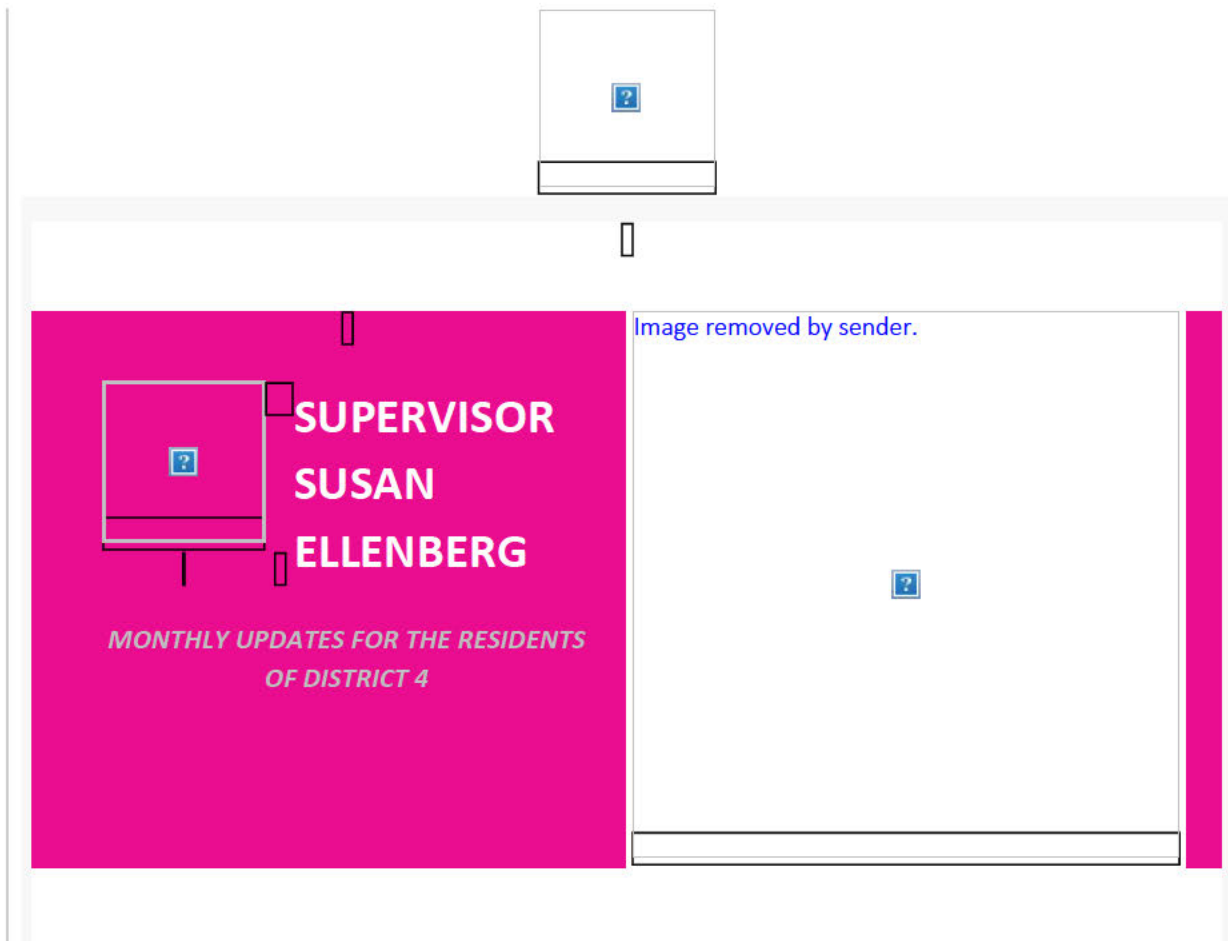 Image removed by sender.
SUPERVISOR
SUSAN
ELLENBERG
MONTHLY UPDATES FOR THE RESIDENTS
OF DISTRICT 4